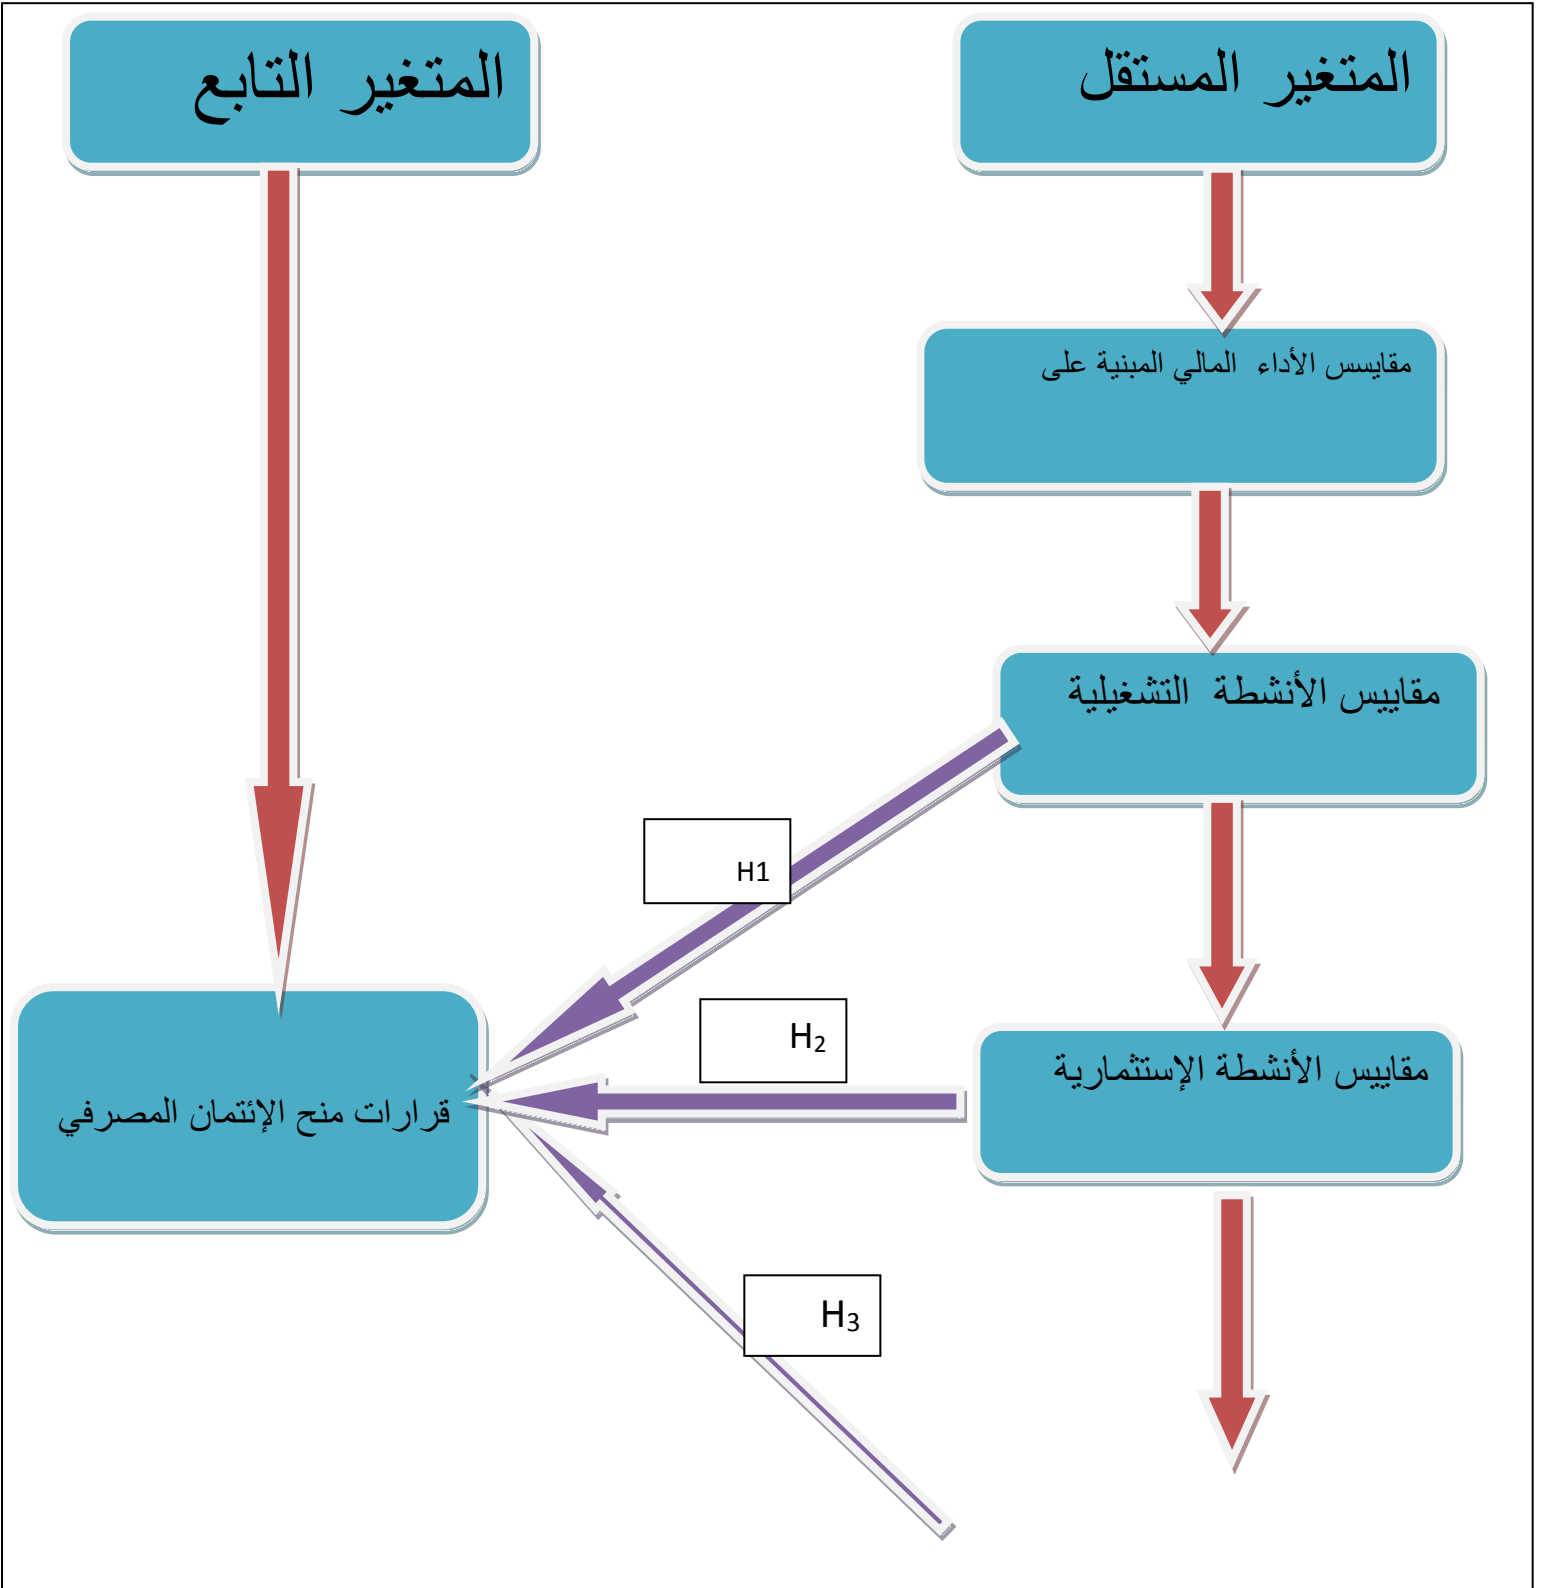 المتغير المستقل
المتغير التابع
مقايسس الأداء المالي المبنية على
مقاييس الأنشطة التشغيلية
H1
H₂
مقاييس الأنشطة الإستثمارية
قرارات منح الإئتمان المصرفي
H₃